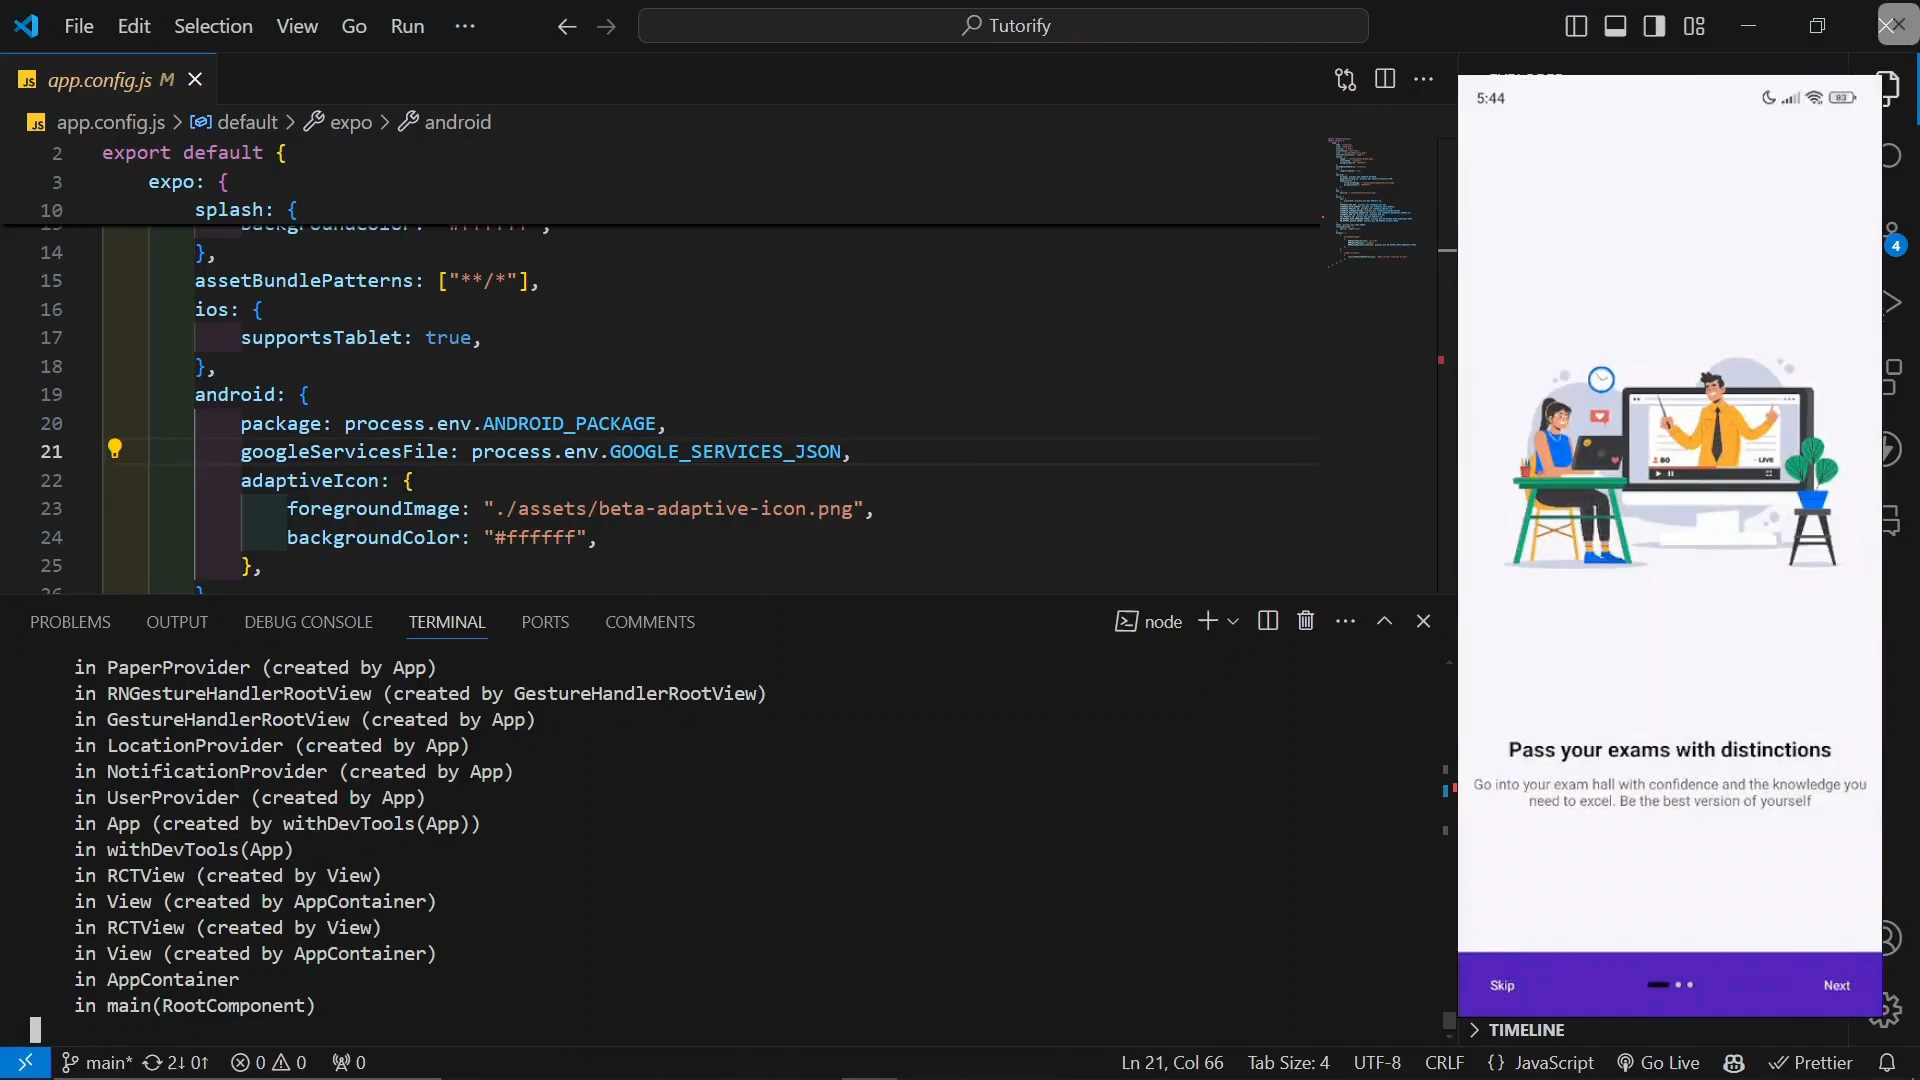 File Edit Selection View Go Run ···
Tutorify
JS app.config.js M
JS app.config.js > default > expo > android
2 export default {
3 expo: {
10 splash: {
14 },
15 assetBundlePatterns: ["**/*"],
16 ios: {
17 supportsTablet: true,
18 },
19 android: {
20 package: process.env.ANDROID_PACKAGE,
21 googleServicesFile: process.env.GOOGLE_SERVICES_JSON,
22 adaptiveIcon: {
23 foregroundImage: "./assets/beta-adaptive-icon.png",
24 backgroundColor: "#ffffff",
25 },
PROBLEMS OUTPUT DEBUG CONSOLE TERMINAL PORTS COMMENTS
node
in PaperProvider (created by App)
in RNGestureHandlerRootView (created by GestureHandlerRootView)
in GestureHandlerRootView (created by App)
in LocationProvider (created by App)
in NotificationProvider (created by App)
in UserProvider (created by App)
in App (created by withDevTools(App))
in withDevTools(App)
in RCTView (created by View)
in View (created by AppContainer)
in RCTView (created by View)
in View (created by AppContainer)
in AppContainer
in main(RootComponent)
5:44
83
4
LIVE
Pass your exams with distinctions
Go into your exam hall with confidence and the knowledge you
need to excel. Be the best version of yourself
Skip
Next
TIMELINE
main* 2↓ 0↑ 0 0 0
Ln 21, Col 66 Tab Size: 4 UTF-8 CRLF {} JavaScript Go Live Prettier